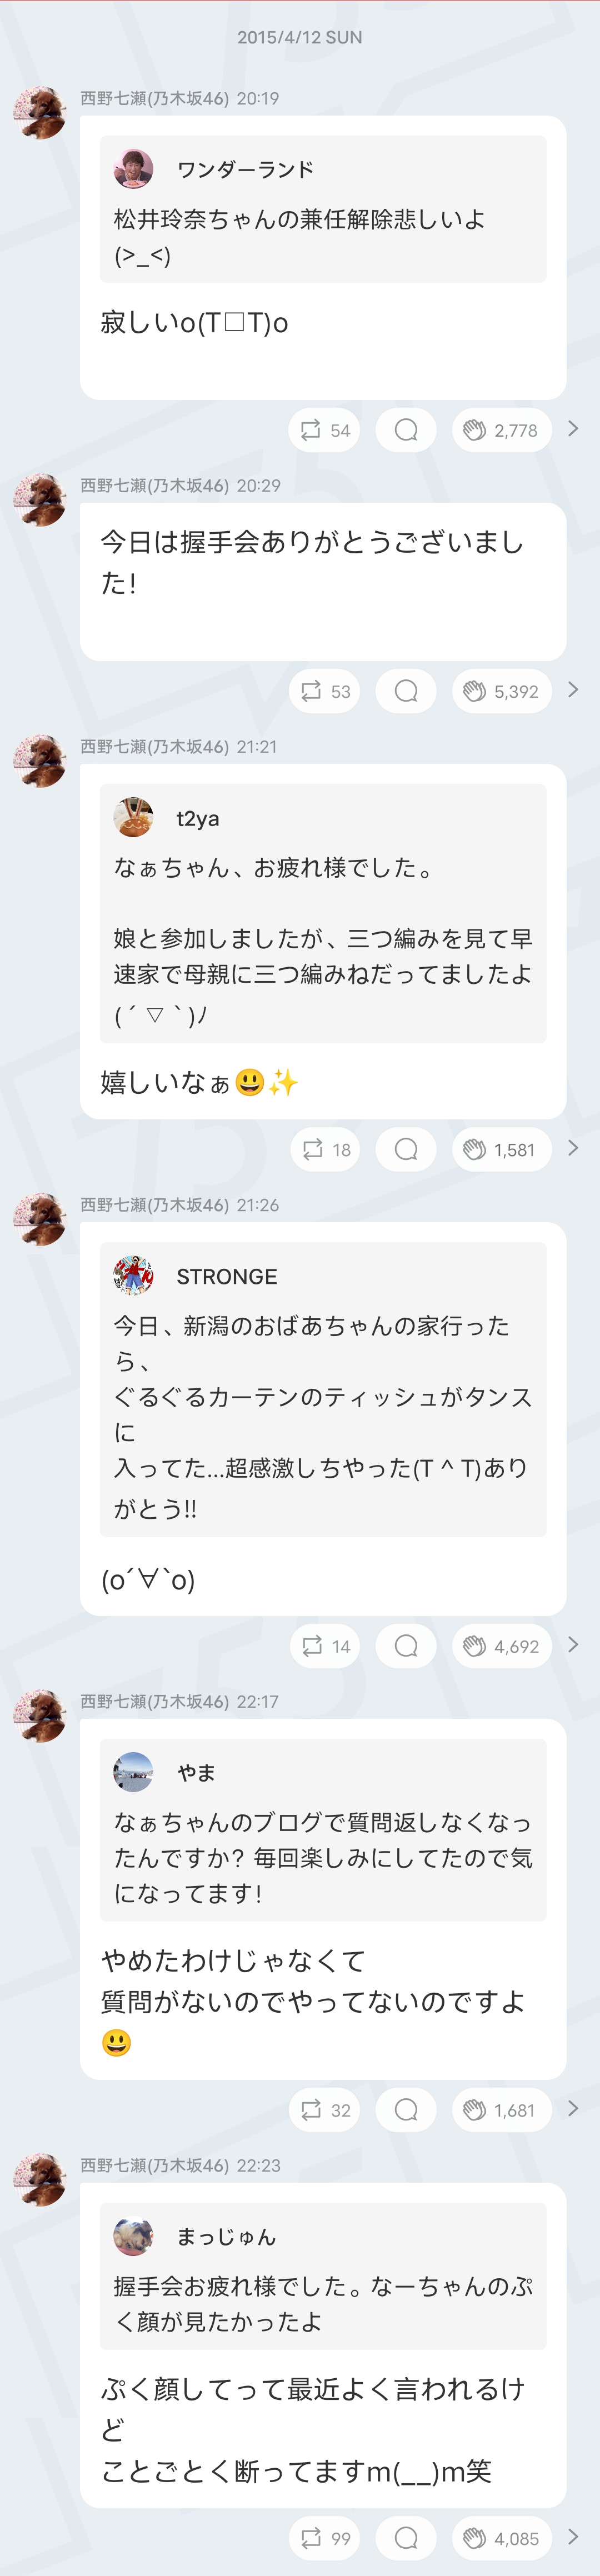 2015/4/12 SUN
西野七瀬(乃木坂46) 20:19
ワンダーランド
松井玲奈ちゃんの兼任解除悲しいよ
(>_<)
寂しいo(T□T)o
54
2,778
西野七瀬(乃木坂46) 20:29
今日は握手会ありがとうございまし
た!
53
5,392
西野七瀬(乃木坂46) 21:21
t2ya
なぁちゃん、お疲れ様でした。
娘と参加しましたが、三つ編みを見て早
速家で母親に三つ編みねだってましたよ
(´▽`)ﾉ
嬉しいなぁ😃✨
18
1,581
西野七瀬(乃木坂46) 21:26
STRONGE
今日、新潟のおばあちゃんの家行った
ら、
ぐるぐるカーテンのティッシュがタンス
に
入ってた...超感激しちやった(T ^ T)あり
がとう!!
(o´∀`o)
14
4,692
西野七瀬(乃木坂46) 22:17
やま
なぁちゃんのブログで質問返しなくなっ
たんですか? 毎回楽しみにしてたので気
になってます!
やめたわけじゃなくて
質問がないのでやってないのですよ
😃
32
1,681
西野七瀬(乃木坂46) 22:23
まっじゅん
握手会お疲れ様でした。なーちゃんのぷ
く顔が見たかったよ
ぷく顔してって最近よく言われるけ
ど
ことごとく断ってますm(__)m笑
99
4,085